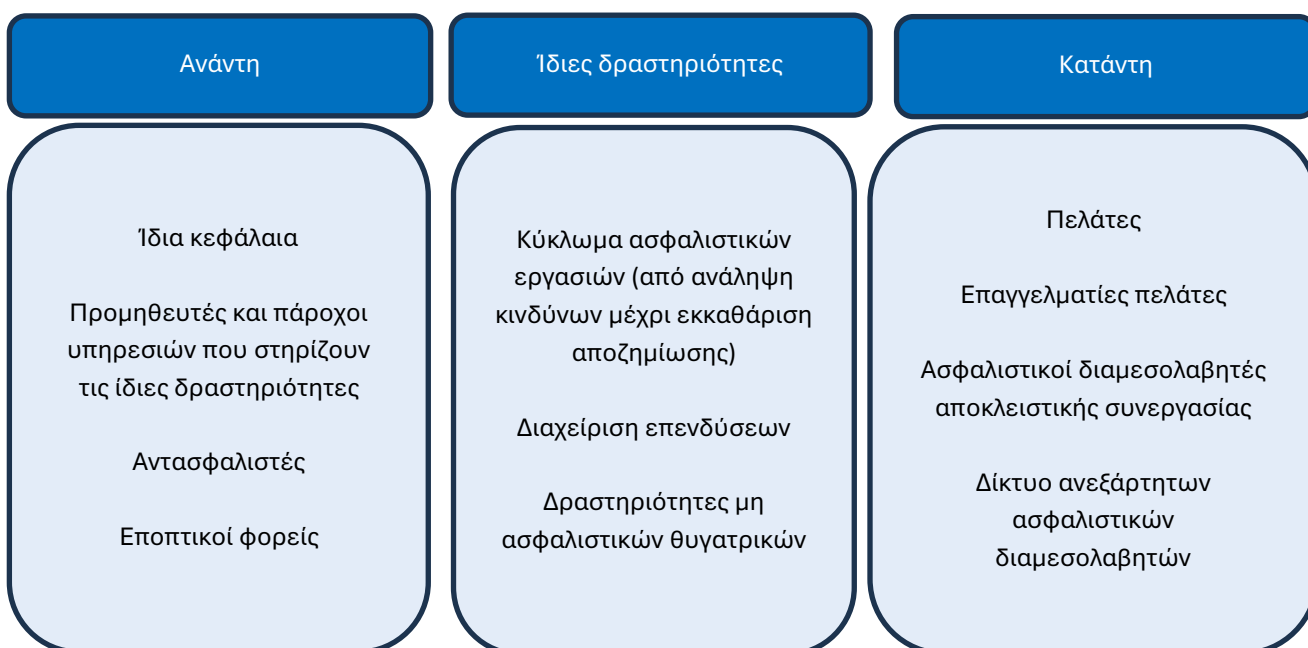 Ανάντη
Ίδια κεφάλαια
Προμηθευτές και πάροχοι
υπηρεσιών που στηρίζουν
τις ίδιες δραστηριότητες
Αντασφαλιστές
Εποπτικοί φορείς
Ίδιες δραστηριότητες
Κύκλωμα ασφαλιστικών
εργασιών (από ανάληψη
κινδύνων μέχρι εκκαθάριση
αποζημίωσης)
Διαχείριση επενδύσεων
Δραστηριότητες μη
ασφαλιστικών θυγατρικών
Κατάντη
Πελάτες
Επαγγελματίες πελάτες
Ασφαλιστικοί διαμεσολαβητές
αποκλειστικής συνεργασίας
Δίκτυο ανεξάρτητων
ασφαλιστικών
διαμεσολαβητών